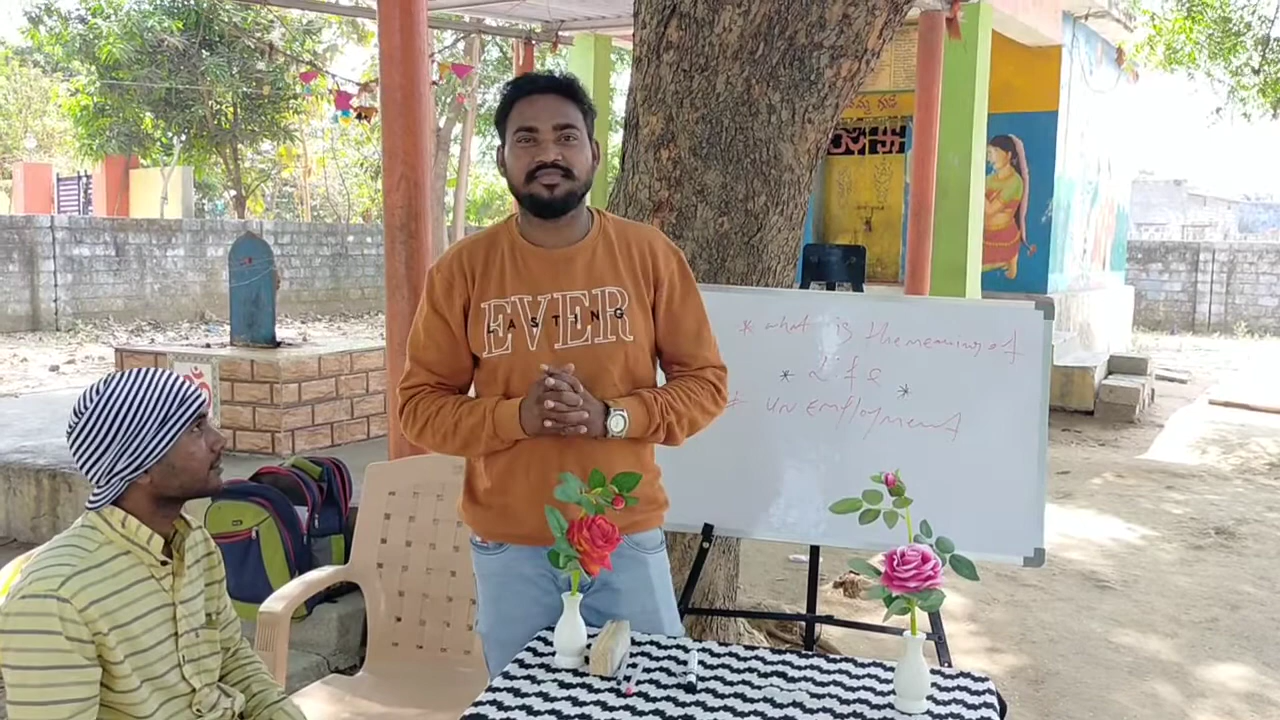 EVER
LASTING
* what is the meaning of
* Life *
* un employment
ॐ